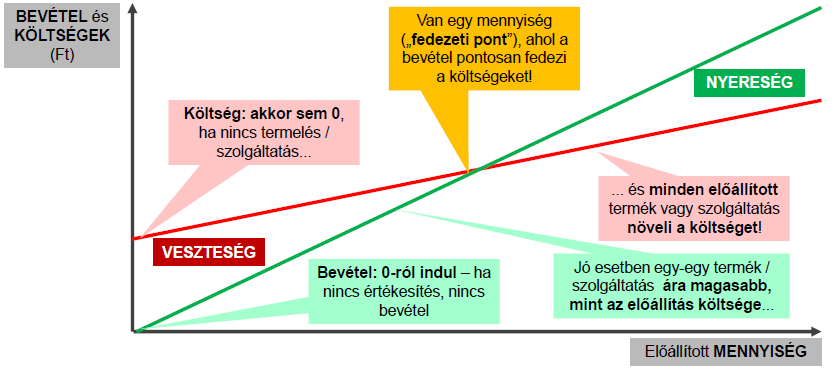 BEVÉTEL és
KÖLTSÉGEK
(Ft)
Van egy mennyiség
(„fedezeti pont”), ahol a
bevétel pontosan fedezi
a költségeket!
NYERESÉG
Költség: akkor sem 0,
ha nincs termelés /
szolgáltatás...
... és minden előállított
termék vagy szolgáltatás
növeli a költséget!
VESZTESÉG
Bevétel: 0-ról indul – ha
nincs értékesítés, nincs
bevétel
Jó esetben egy-egy termék /
szolgáltatás ára magasabb,
mint az előállítás költsége...
Előállított MENNYISÉG